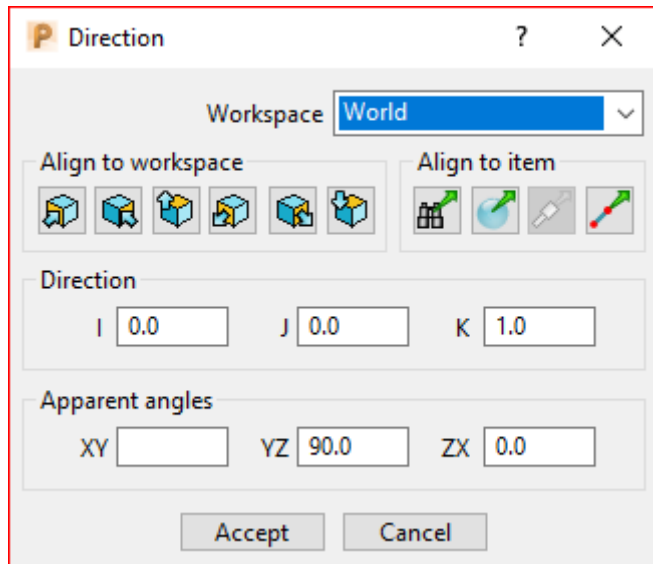 Direction ?
Workspace World
Align to workspace Align to item
Direction
I 0.0 J 0.0 K 1.0
Apparent angles
XY YZ 90.0 ZX 0.0
Accept Cancel